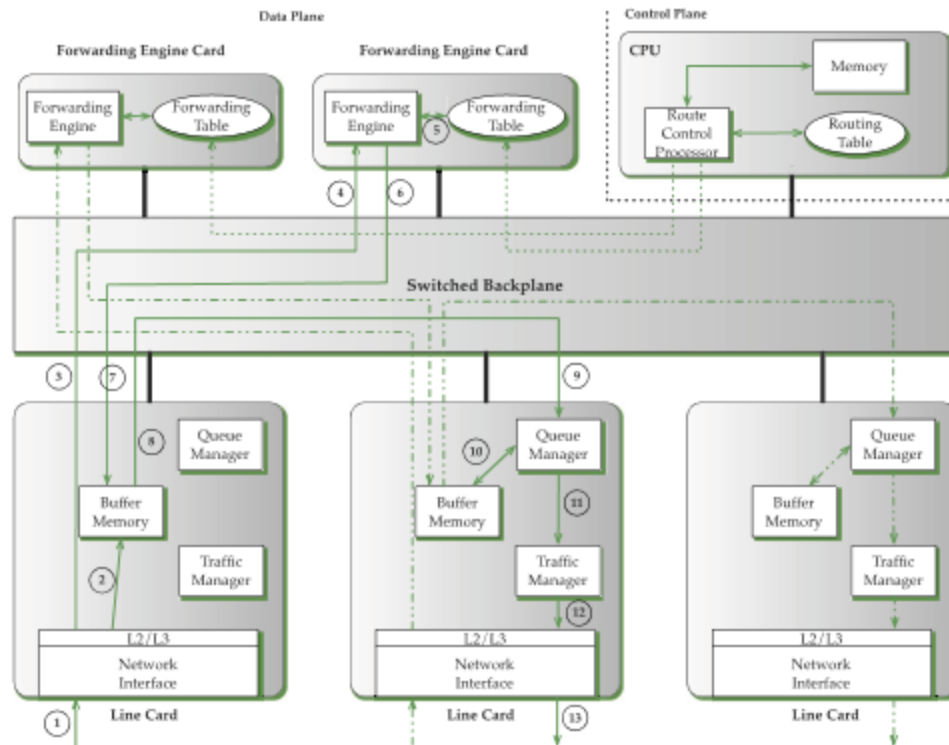 Data Plane
Control Plane
Forwarding Engine Card
Forwarding Engine Card
CPU
Memory
Forwarding
Engine
Forwarding
Table
Forwarding
Engine
5
Forwarding
Table
Route
Control
Processor
Routing
Table
4
6
Switched Backplane
3
7
9
8
Queue
Manager
10
Queue
Manager
Queue
Manager
Buffer
Memory
Buffer
Memory
11
Buffer
Memory
2
Traffic
Manager
Traffic
Manager
Traffic
Manager
12
L2/L3
L2/L3
L2/L3
Network
Interface
Network
Interface
Network
Interface
1
Line Card
Line Card
13
Line Card